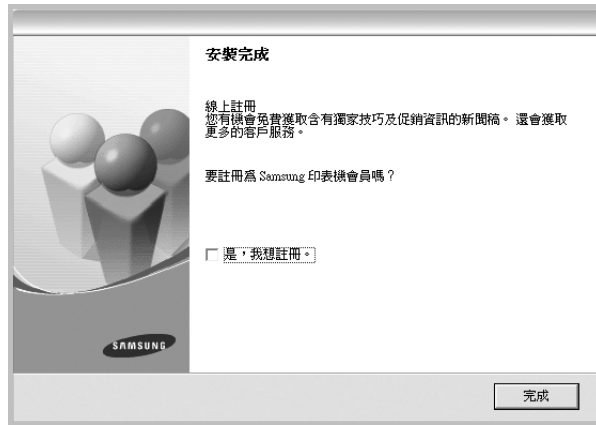 安裝完成
線上註冊
您有機會免費獲取含有獨家技巧及促銷資訊的新聞稿。 還會獲取
更多的客戶服務。
要註冊為 Samsung 印表機會員嗎？
是，我想註冊。
SAMSUNG
完成